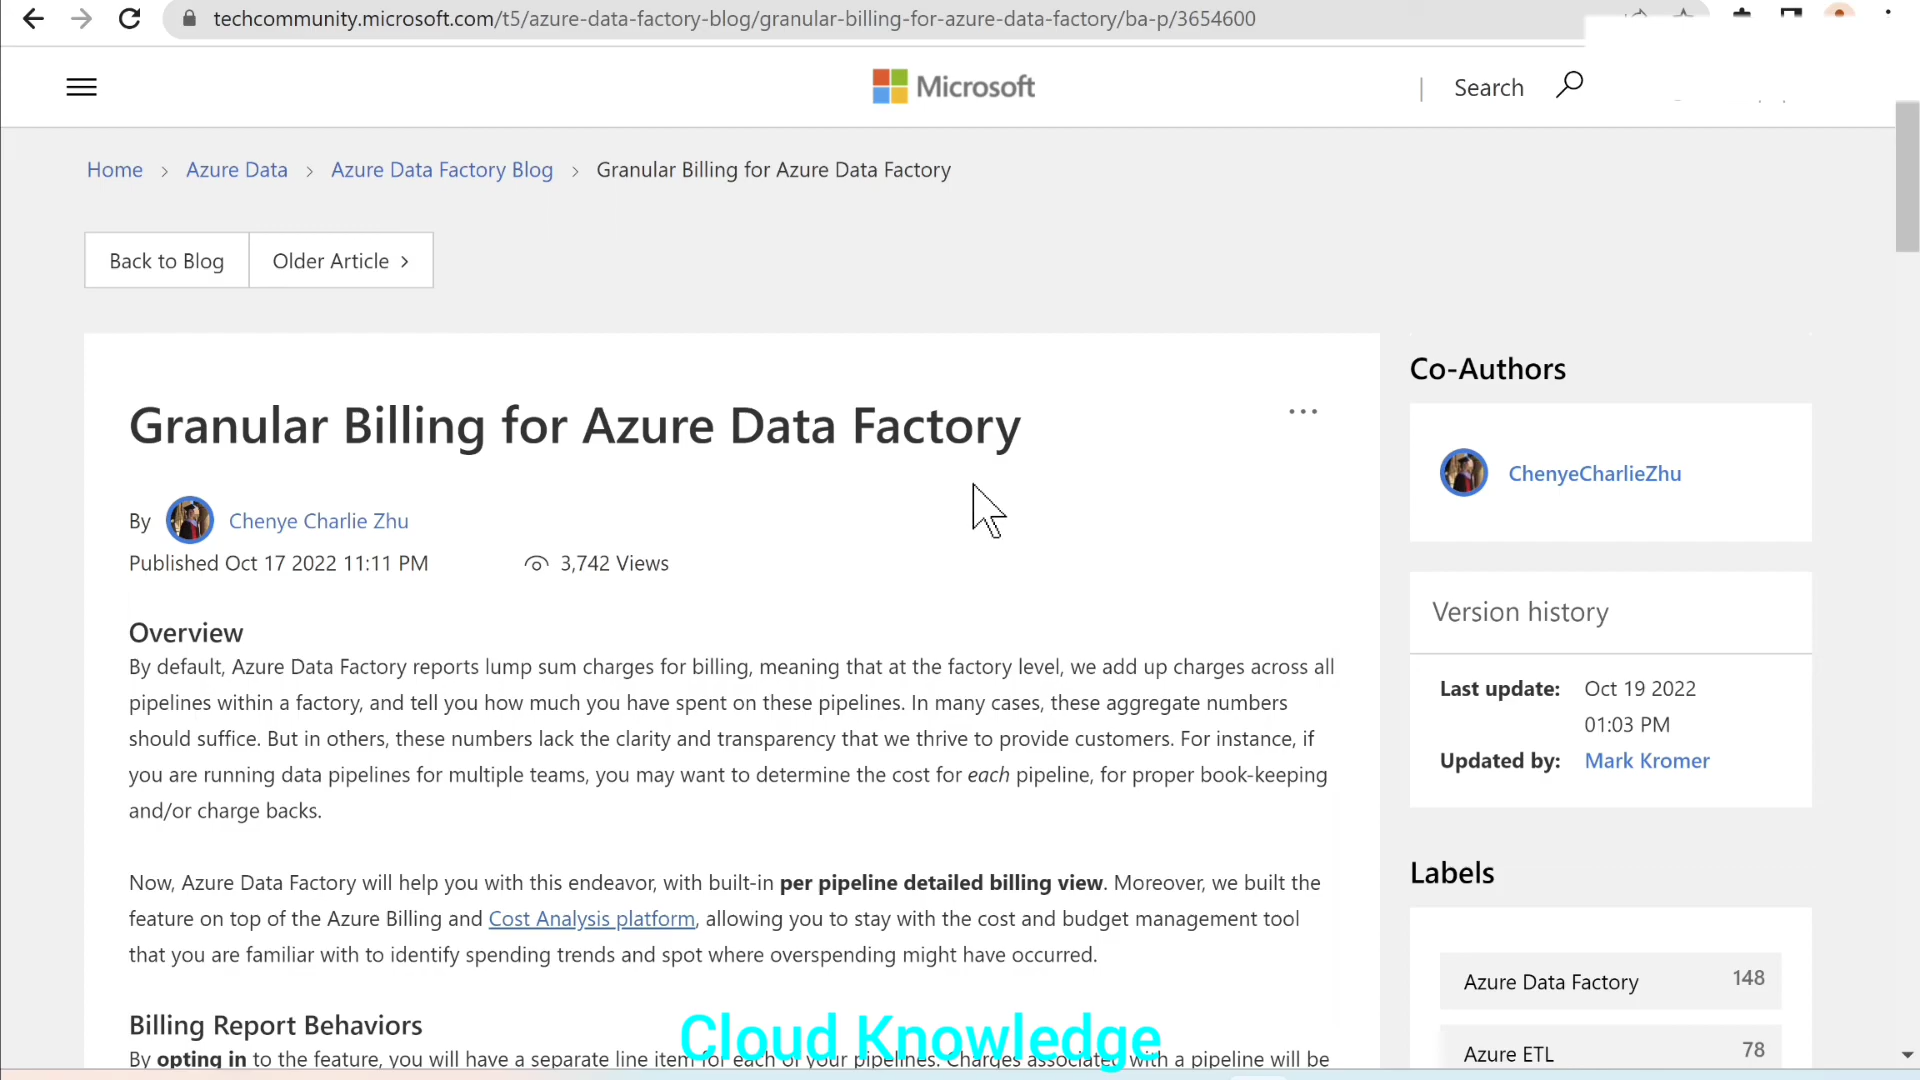 techcommunity.microsoft.com/t5/azure-data-factory-blog/granular-billing-for-azure-data-factory/ba-p/3654600
Microsoft
| Search
Home > Azure Data > Azure Data Factory Blog > Granular Billing for Azure Data Factory
Back to Blog
Older Article >
Granular Billing for Azure Data Factory
By Chenye Charlie Zhu
Published Oct 17 2022 11:11 PM
3,742 Views
Overview
By default, Azure Data Factory reports lump sum charges for billing, meaning that at the factory level, we add up charges across all
pipelines within a factory, and tell you how much you have spent on these pipelines. In many cases, these aggregate numbers
should suffice. But in others, these numbers lack the clarity and transparency that we thrive to provide customers. For instance, if
you are running data pipelines for multiple teams, you may want to determine the cost for each pipeline, for proper book-keeping
and/or charge backs.
Now, Azure Data Factory will help you with this endeavor, with built-in per pipeline detailed billing view. Moreover, we built the
feature on top of the Azure Billing and Cost Analysis platform, allowing you to stay with the cost and budget management tool
that you are familiar with to identify spending trends and spot where overspending might have occurred.
Billing Report Behaviors
By opting in to the feature, you will have a separate line item for each of your pipelines. Charges associated with a pipeline will be
Cloud Knowledge
Co-Authors
ChenyeCharlieZhu
Version history
Last update: Oct 19 2022
01:03 PM
Updated by: Mark Kromer
Labels
Azure Data Factory 148
Azure ETL 78